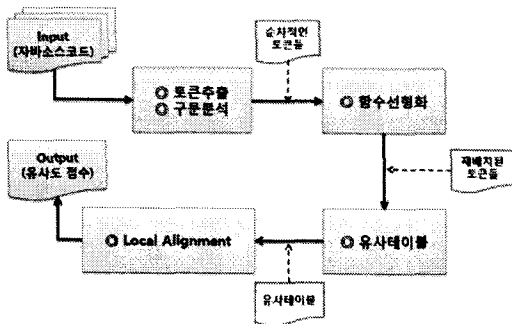 Input
(자바소스코드)
순차적인
토큰들
◎ 토큰추출
◎ 구문분석
◎ 함수선형화
재배치된
토큰들
Output
(유사도 점수)
◎ Local Alignment
◎ 유사테이블
유사테이블